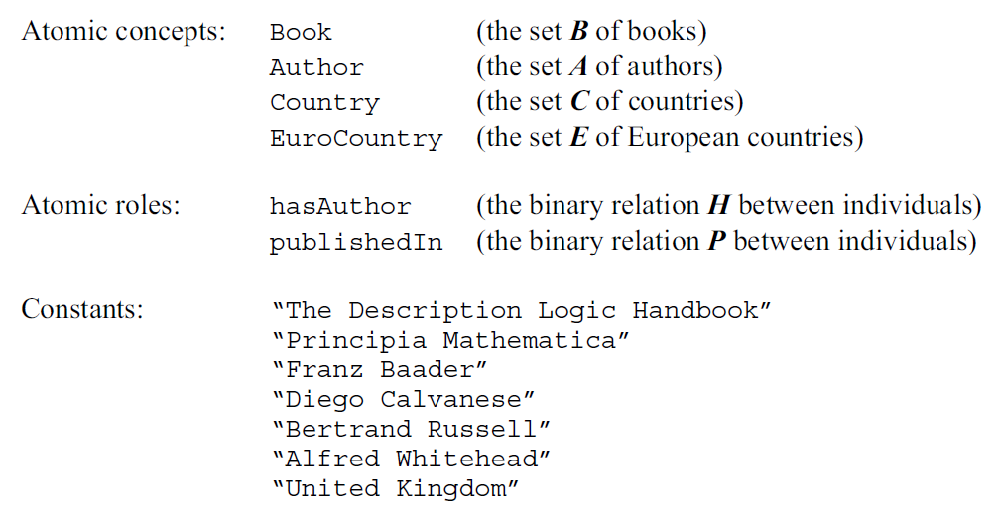 Atomic concepts: Book (the set B of books)
Author (the set A of authors)
Country (the set C of countries)
EuroCountry (the set E of European countries)
Atomic roles: hasAuthor (the binary relation H between individuals)
publishedIn (the binary relation P between individuals)
Constants: “The Description Logic Handbook”
“Principia Mathematica”
“Franz Baader”
“Diego Calvanese”
“Bertrand Russell”
“Alfred Whitehead”
“United Kingdom”